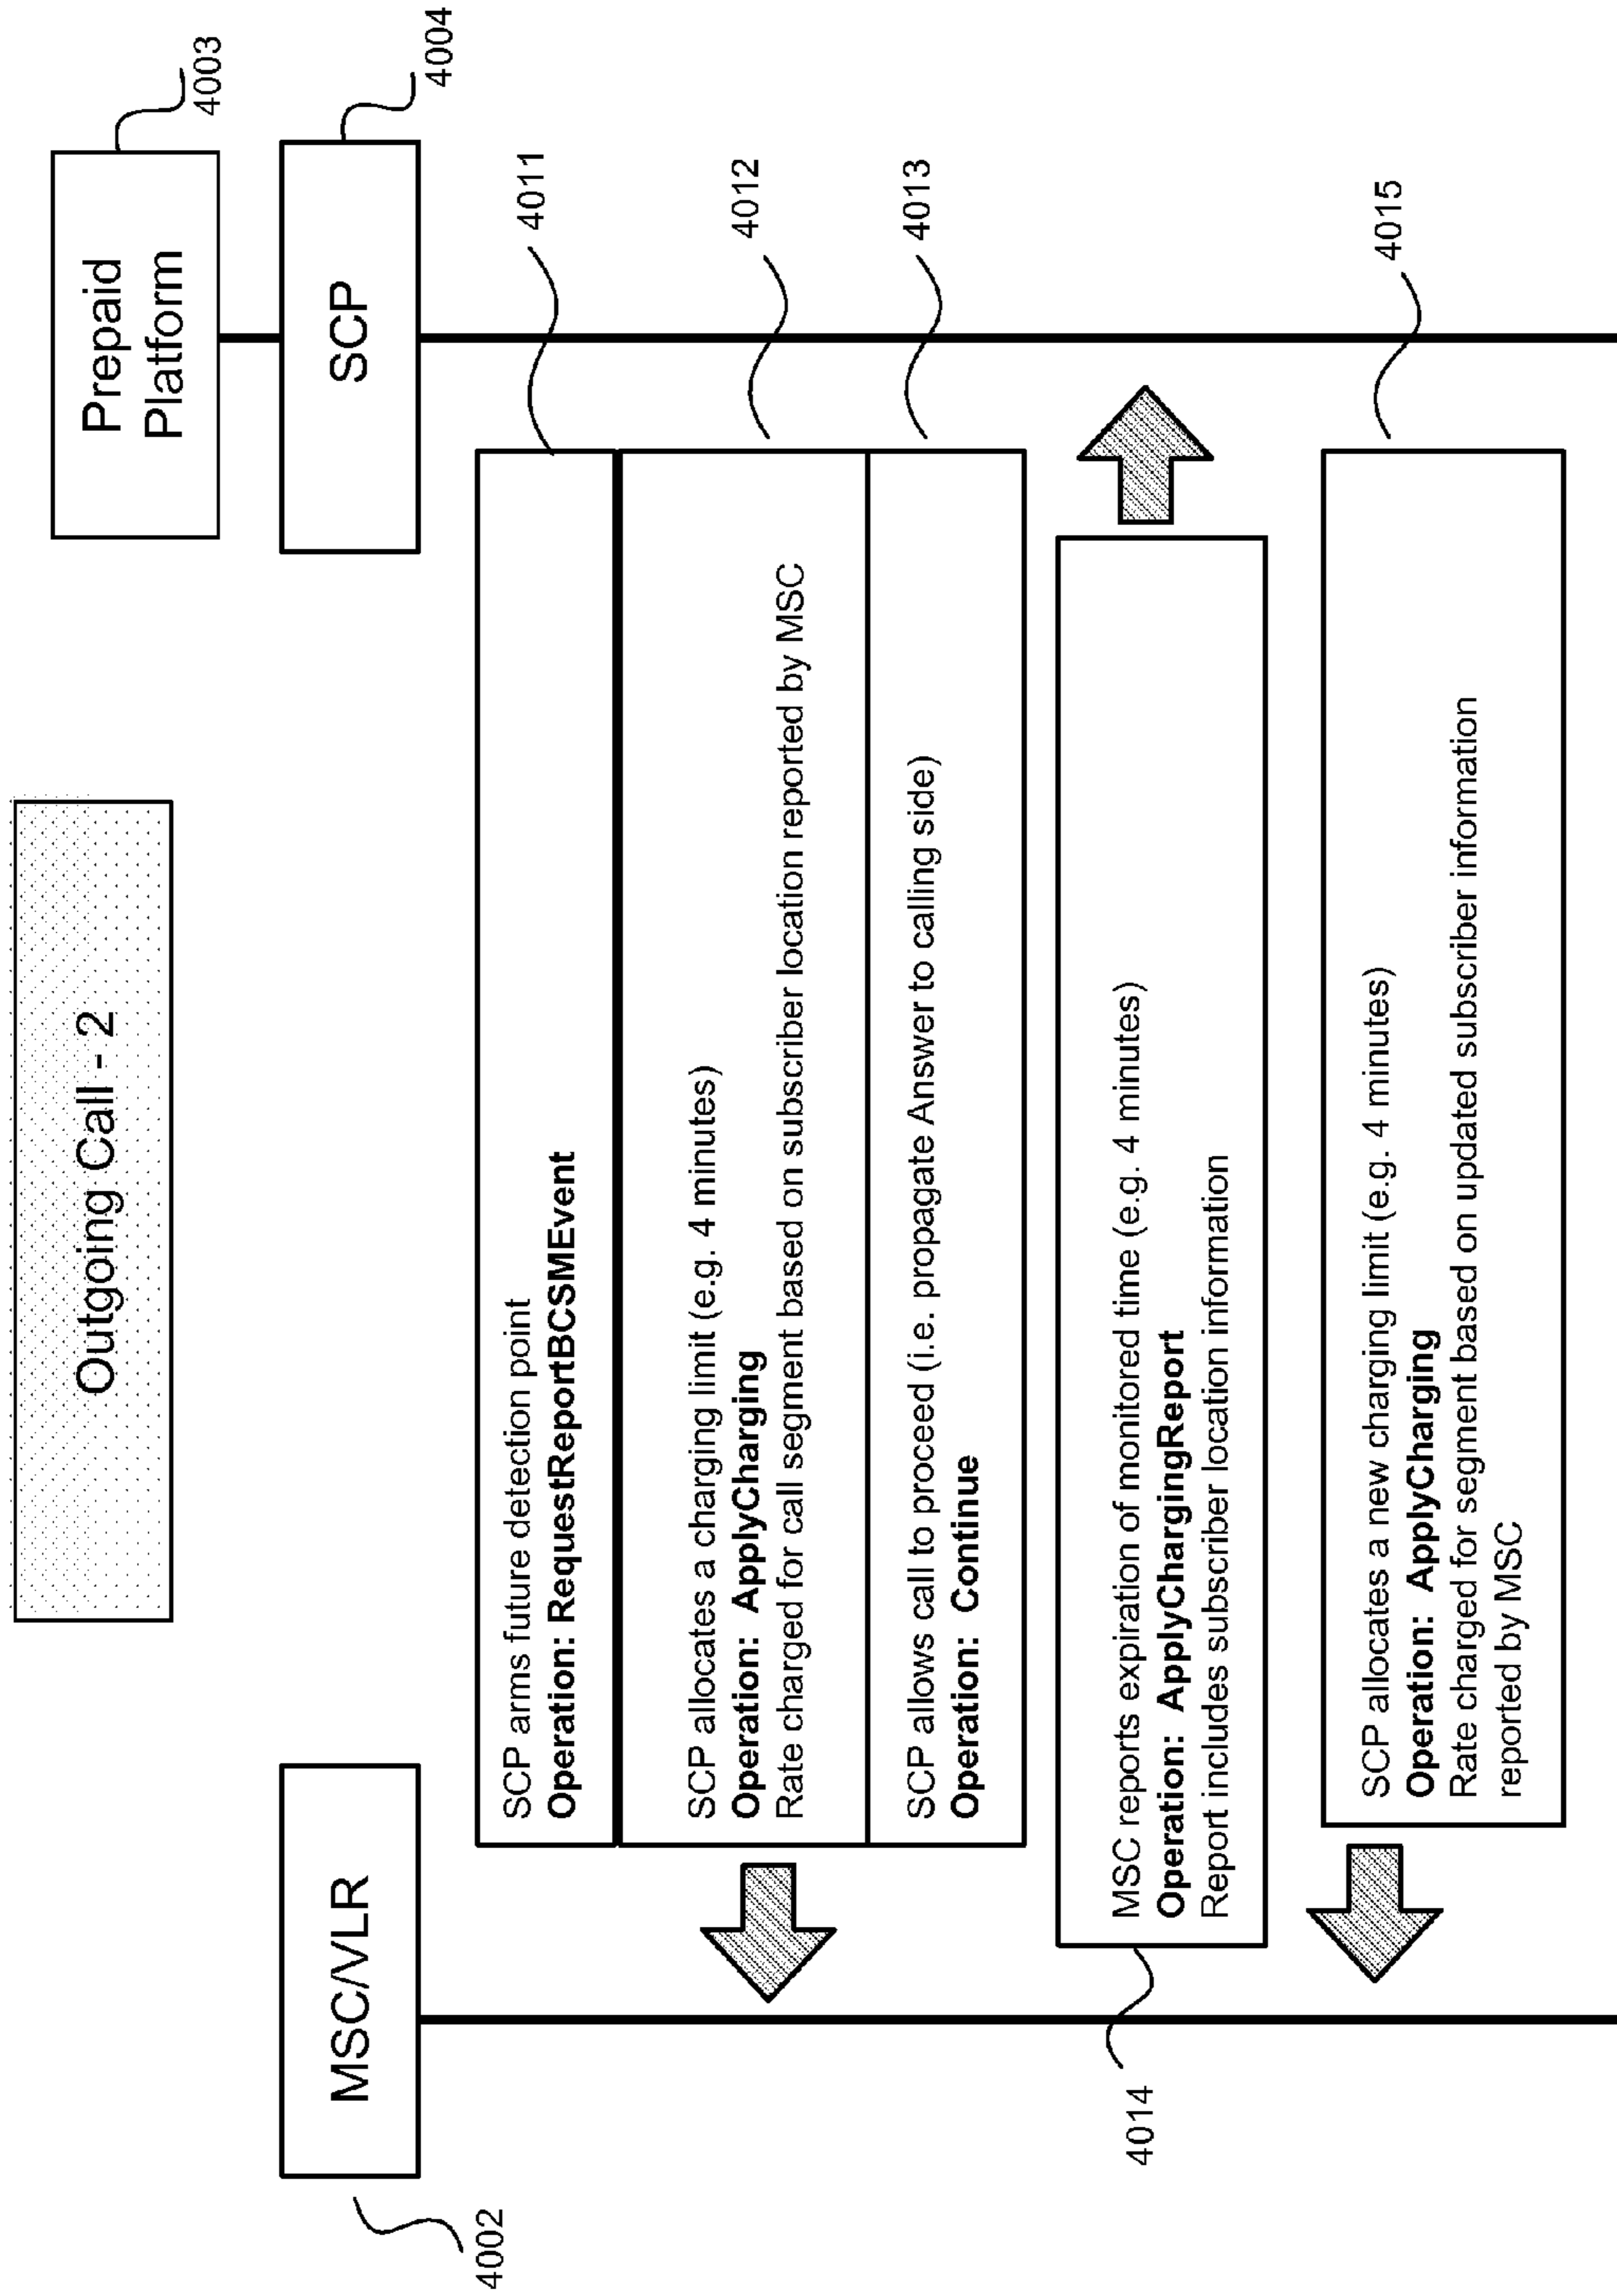 Outgoing Call - 2
Prepaid
Platform
4003
MSC/VLR
4002
SCP
4004
SCP arms future detection point
Operation: RequestReportBCSMEvent
4011
SCP allocates a charging limit (e.g. 4 minutes)
Operation: ApplyCharging
Rate charged for call segment based on subscriber location reported by MSC
4012
SCP allows call to proceed (i.e. propagate Answer to calling side)
Operation: Continue
4013
MSC reports expiration of monitored time (e.g. 4 minutes)
Operation: ApplyChargingReport
Report includes subscriber location information
4014
SCP allocates a new charging limit (e.g. 4 minutes)
Operation: ApplyCharging
Rate charged for segment based on updated subscriber information
reported by MSC
4015